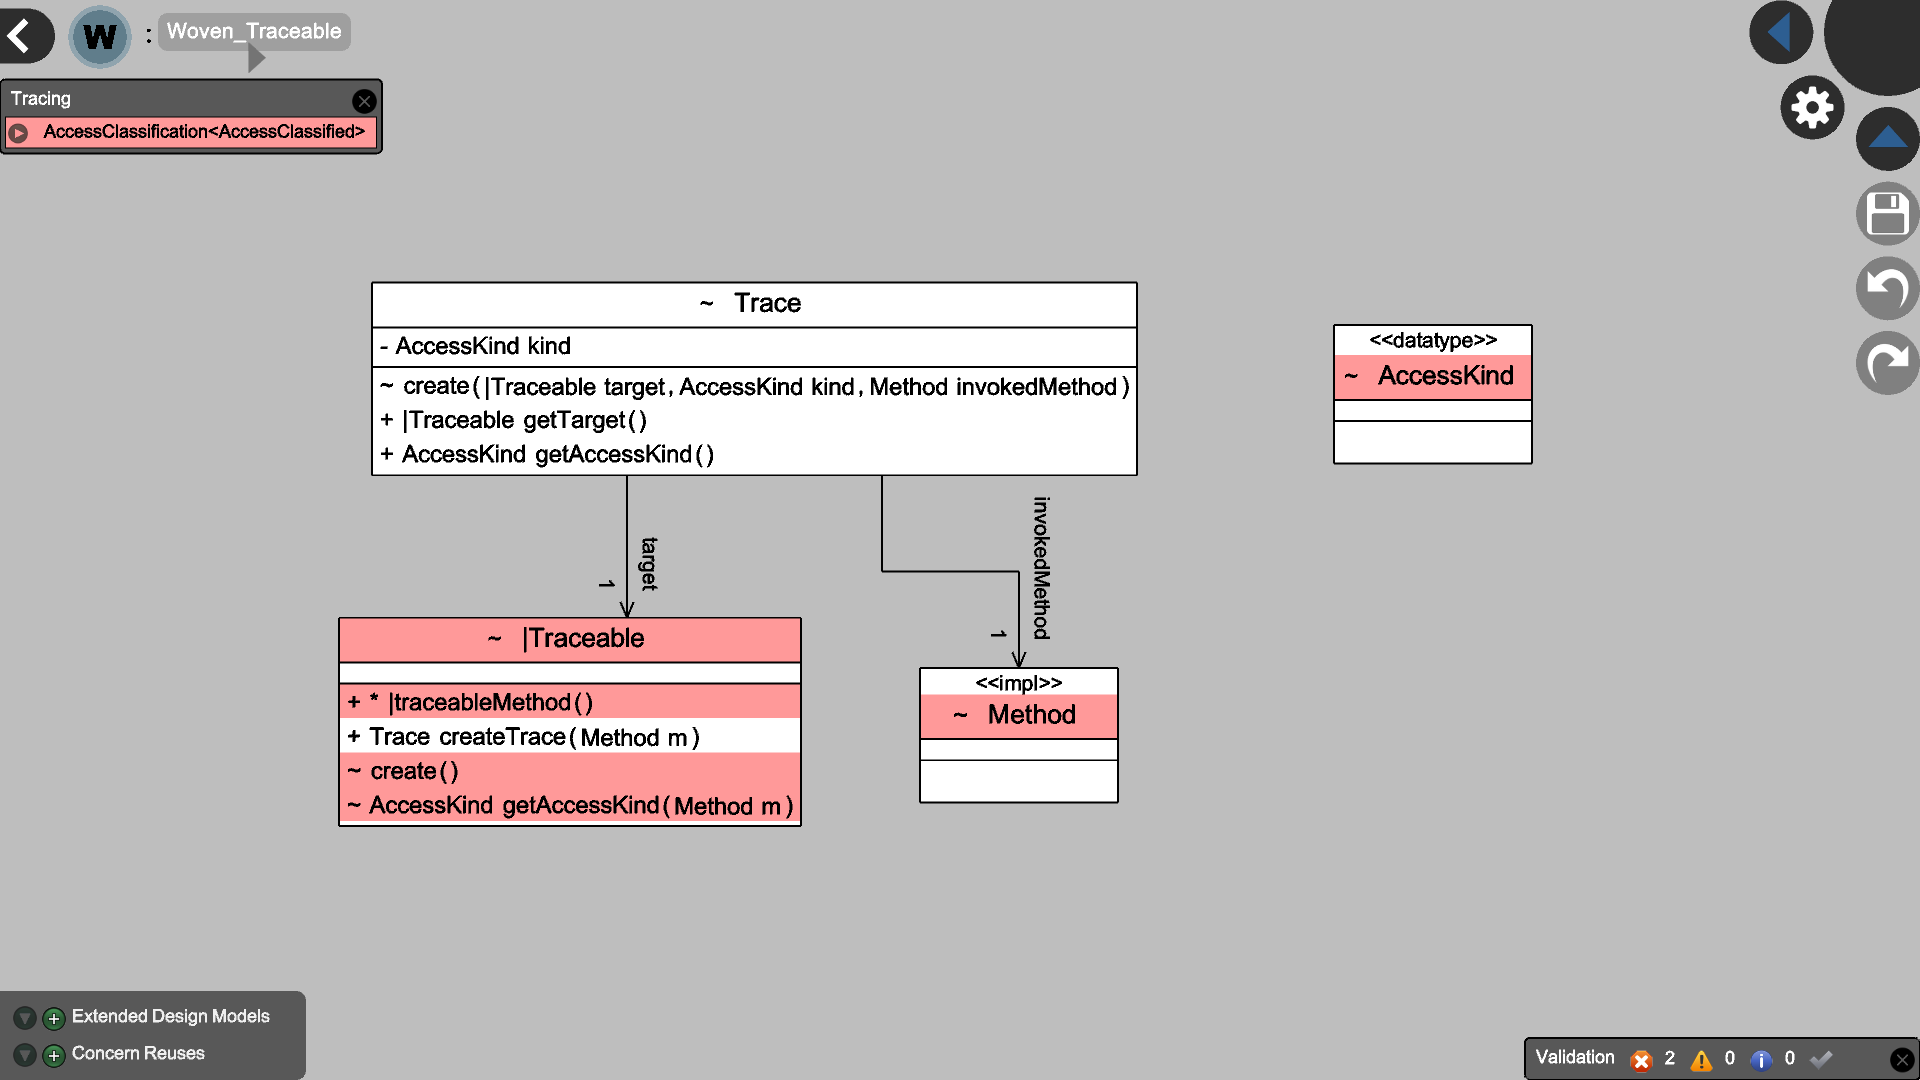 W : Woven_Traceable
Tracing
AccessClassification<AccessClassified>
~ Trace
- AccessKind kind
~ create(|Traceable target, AccessKind kind, Method invokedMethod)
+ |Traceable getTarget()
+ AccessKind getAccessKind()
<<datatype>>
~ AccessKind
target
1
invokedMethod
1
~ |Traceable
+ * |traceableMethod()
+ Trace createTrace(Method m)
~ create()
~ AccessKind getAccessKind(Method m)
<<impl>>
~ Method
Extended Design Models
Concern Reuses
Validation 2 0 0